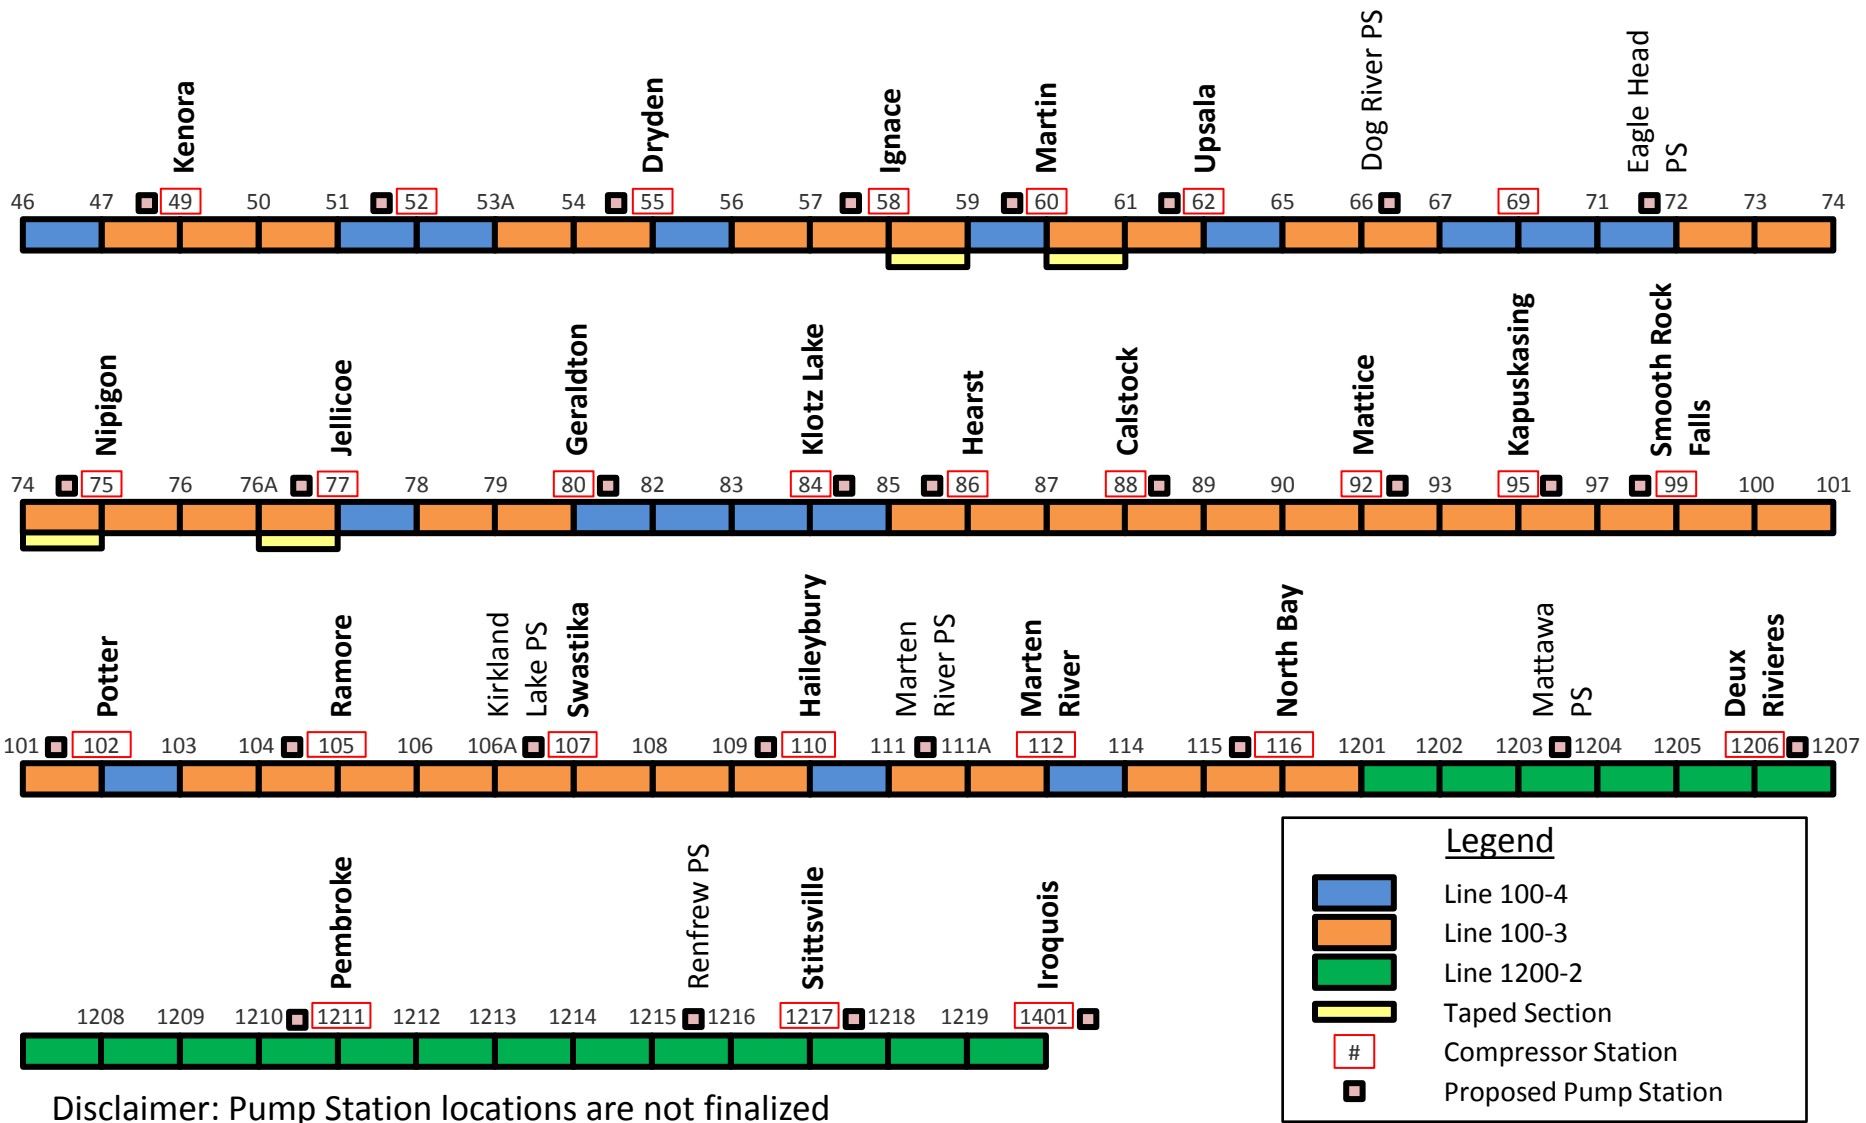 Kenora
Dryden
Ignace
Martin
Upsala
Dog River PS
Eagle Head
PS
46 47 49 50 51 52 53A 54 55 56 57 58 59 60 61 62 65 66 67 69 71 72 73 74
Nipigon
Jellicoe
Geraldton
Klotz Lake
Hearst
Calstock
Mattice
Kapuskasing
Smooth Rock
Falls
74 75 76 76A 77 78 79 80 82 83 84 85 86 87 88 89 90 92 93 95 97 99 100 101
Potter
Ramore
Kirkland
Lake PS
Swastika
Haileybury
Marten
River PS
Marten
River
North Bay
Mattawa
PS
Deux
Rivieres
101 102 103 104 105 106 106A 107 108 109 110 111 111A 112 114 115 116 1201 1202 1203 1204 1205 1206 1207
Pembroke
Renfrew PS
Stittsville
Iroquois
1208 1209 1210 1211 1212 1213 1214 1215 1216 1217 1218 1219 1401
Legend
Line 100-4
Line 100-3
Line 1200-2
Taped Section
# Compressor Station
Proposed Pump Station
Disclaimer: Pump Station locations are not finalized